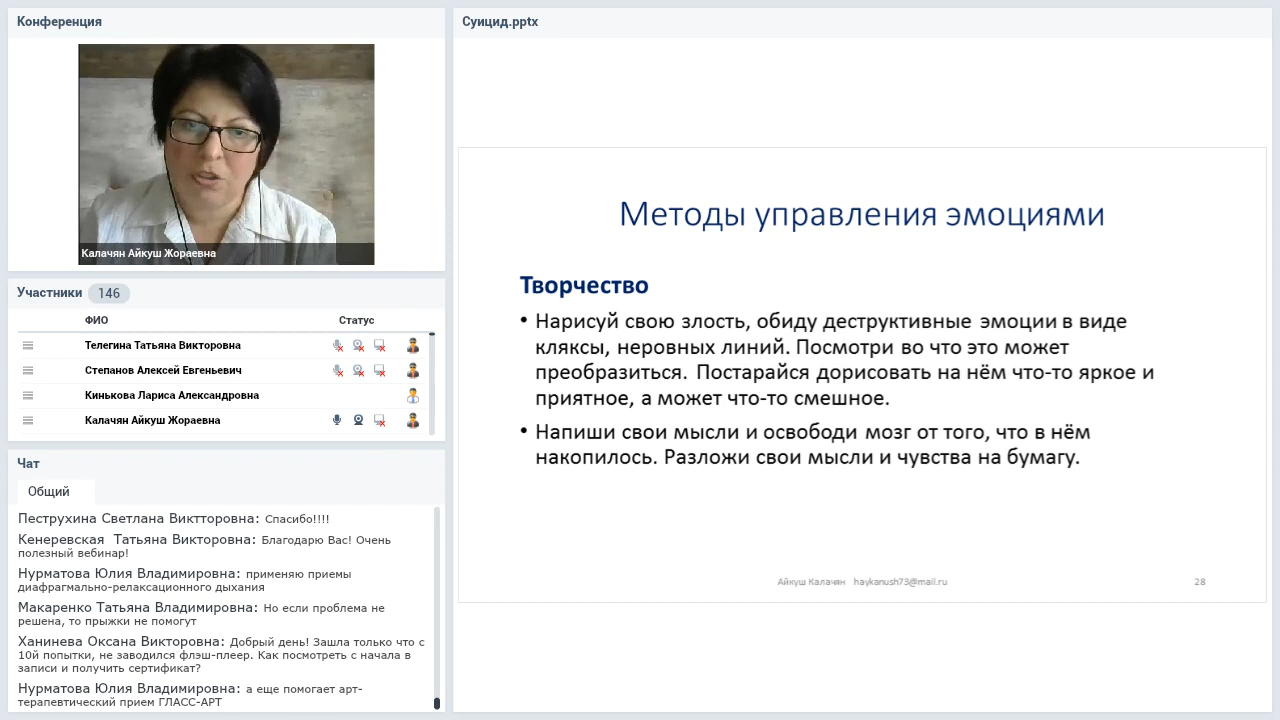 Конференция
Калачян Айкуш Жораевна
Участники 146
ФИО Статус
Телегина Татьяна Викторовна
Степанов Алексей Евгеньевич
Кинькова Лариса Александровна
Калачян Айкуш Жораевна
Чат
Общий
Пеструхина Светлана Виктторовна: Спасибо!!!!
Кенеревская Татьяна Викторовна: Благодарю Вас! Очень
полезный вебинар!
Нурматова Юлия Владимировна: применяю приемы
диафрагмально-релаксационного дыхания
Макаренко Татьяна Владимировна: Но если проблема не
решена, то прыжки не помогут
Ханинева Оксана Викторовна: Добрый день! Зашла только что с
10й попытки, не заводился флэш-плеер. Как посмотреть с начала в
записи и получить сертификат?
Нурматова Юлия Владимировна: а еще помогает арт-
терапевтический прием ГЛАСС-АРТ
Суицид.pptx
Методы управления эмоциями
Творчество
• Нарисуй свою злость, обиду деструктивные эмоции в виде
кляксы, неровных линий. Посмотри во что это может
преобразиться. Постарайся дорисовать на нём что-то яркое и
приятное, а может что-то смешное.
• Напиши свои мысли и освободи мозг от того, что в нём
накопилось. Разложи свои мысли и чувства на бумагу.
Айкуш Калачян haykanush73@mail.ru
28